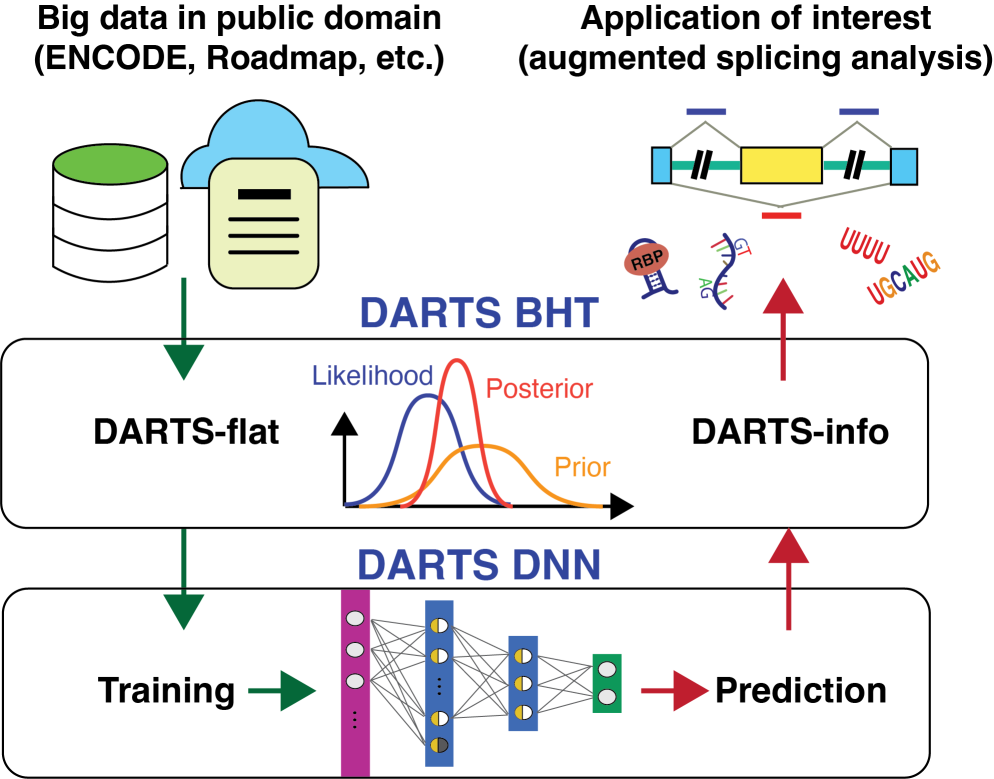 Big data in public domain
(ENCODE, Roadmap, etc.)
Application of interest
(augmented splicing analysis)
RBP
GT
AG
UUUU
UGCAUG
DARTS BHT
DARTS-flat
Likelihood
Posterior
Prior
DARTS-info
DARTS DNN
Training
Prediction